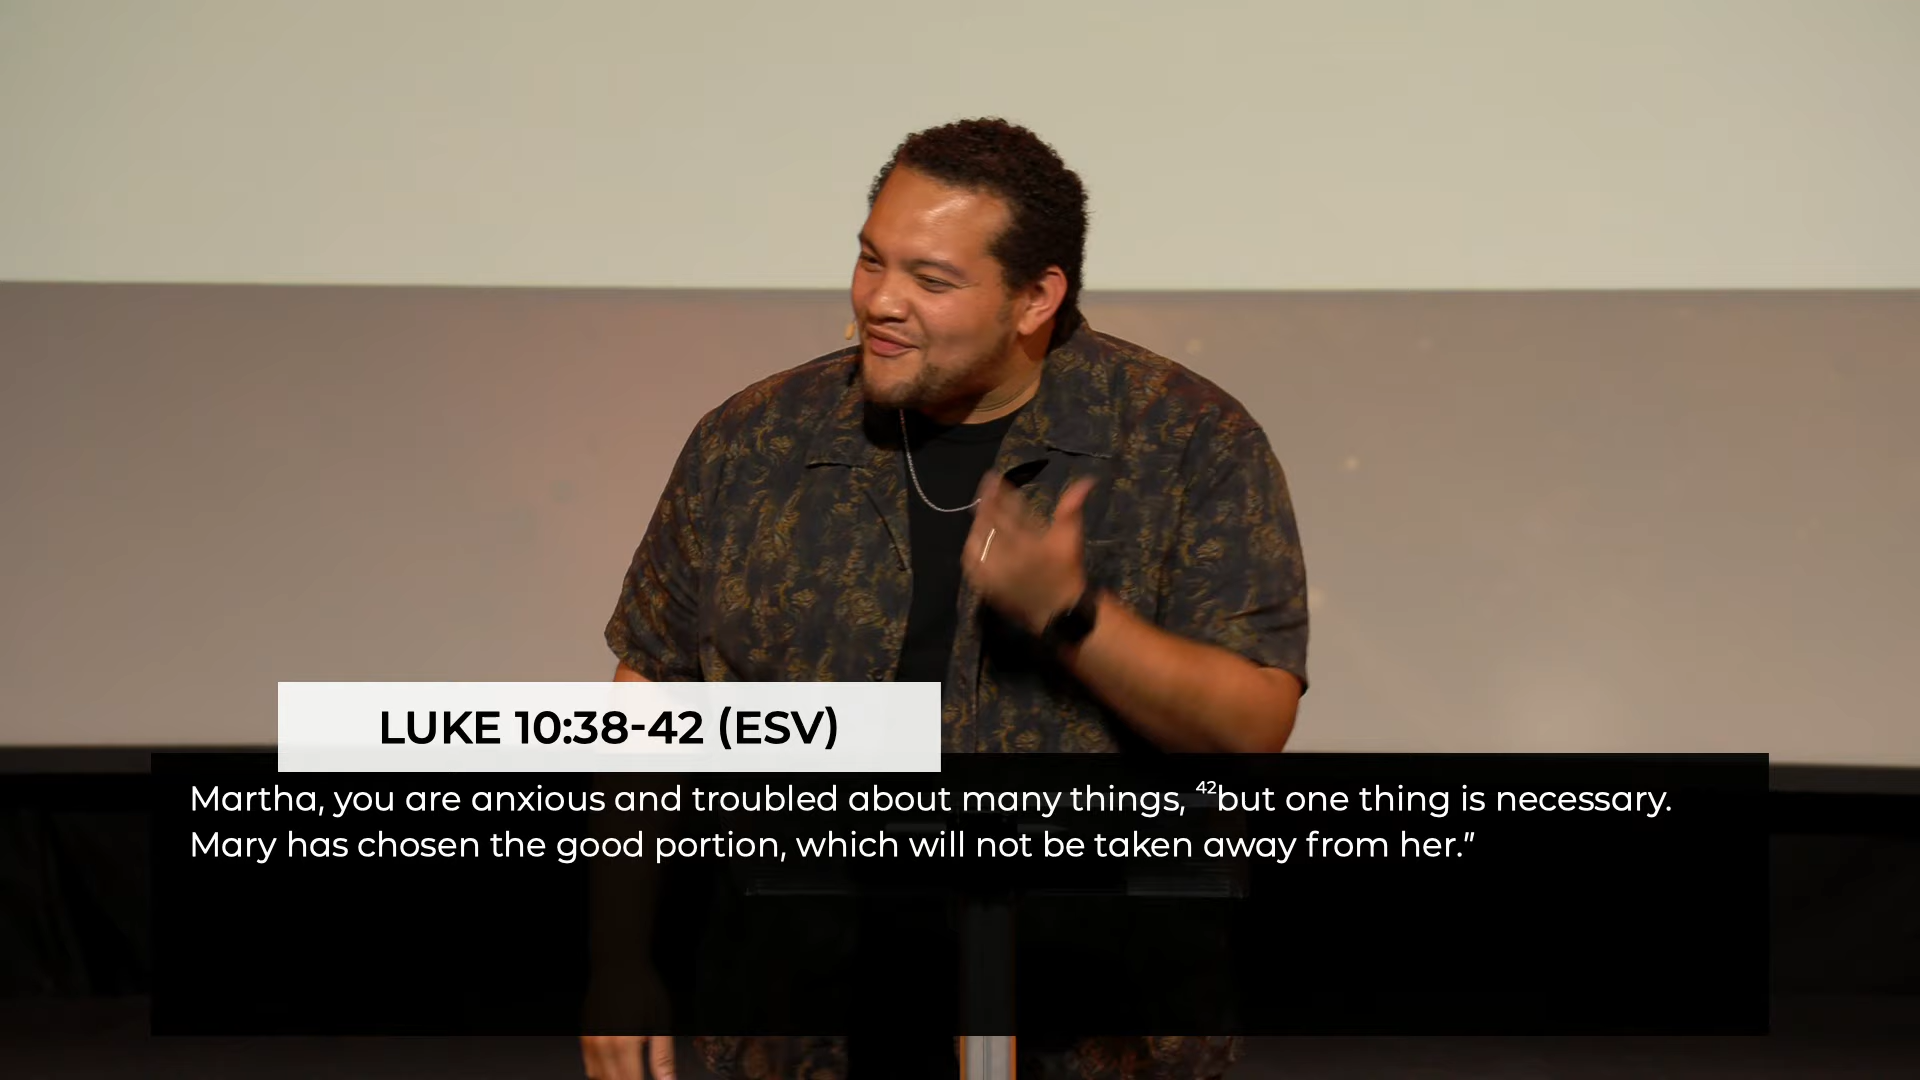 LUKE 10:38-42 (ESV)
Martha, you are anxious and troubled about many things, ⁴²but one thing is necessary.
Mary has chosen the good portion, which will not be taken away from her.”